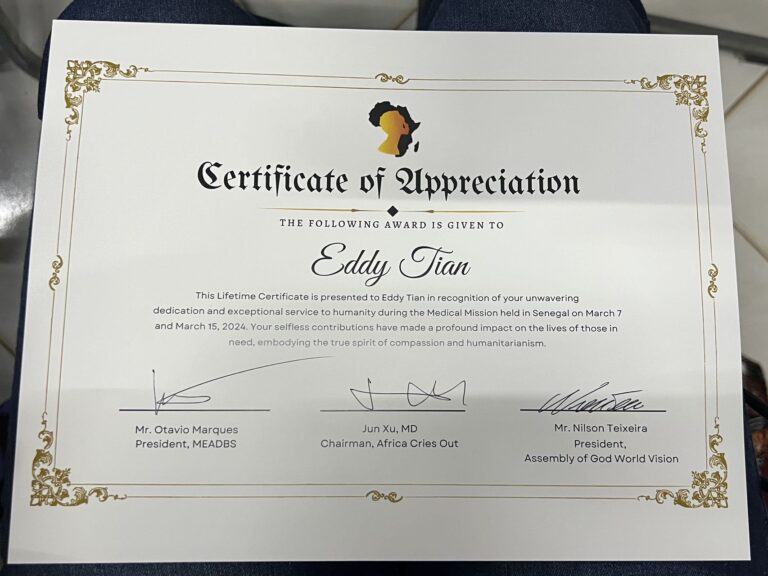 Certificate of Appreciation
THE FOLLOWING AWARD IS GIVEN TO
Eddy Tian
This Lifetime Certificate is presented to Eddy Tian in recognition of your unwavering
dedication and exceptional service to humanity during the Medical Mission held in Senegal on March 7
and March 15, 2024. Your selfless contributions have made a profound impact on the lives of those in
need, embodying the true spirit of compassion and humanitarianism.
Mr. Otavio Marques
President, MEADBS
Jun Xu, MD
Chairman, Africa Cries Out
Mr. Nilson Teixeira
President,
Assembly of God World Vision